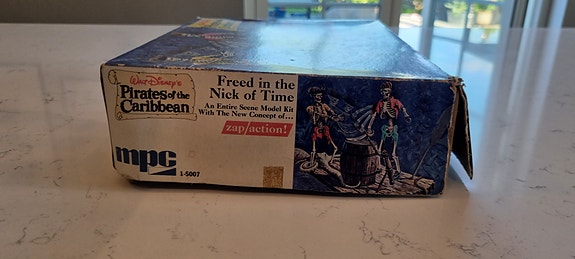 Walt Disney's
Pirates of the
Caribbean
Freed in the
Nick of Time
An Entire Scene Model Kit
With The New Concept of...
zap/action!
mpc
1-5007